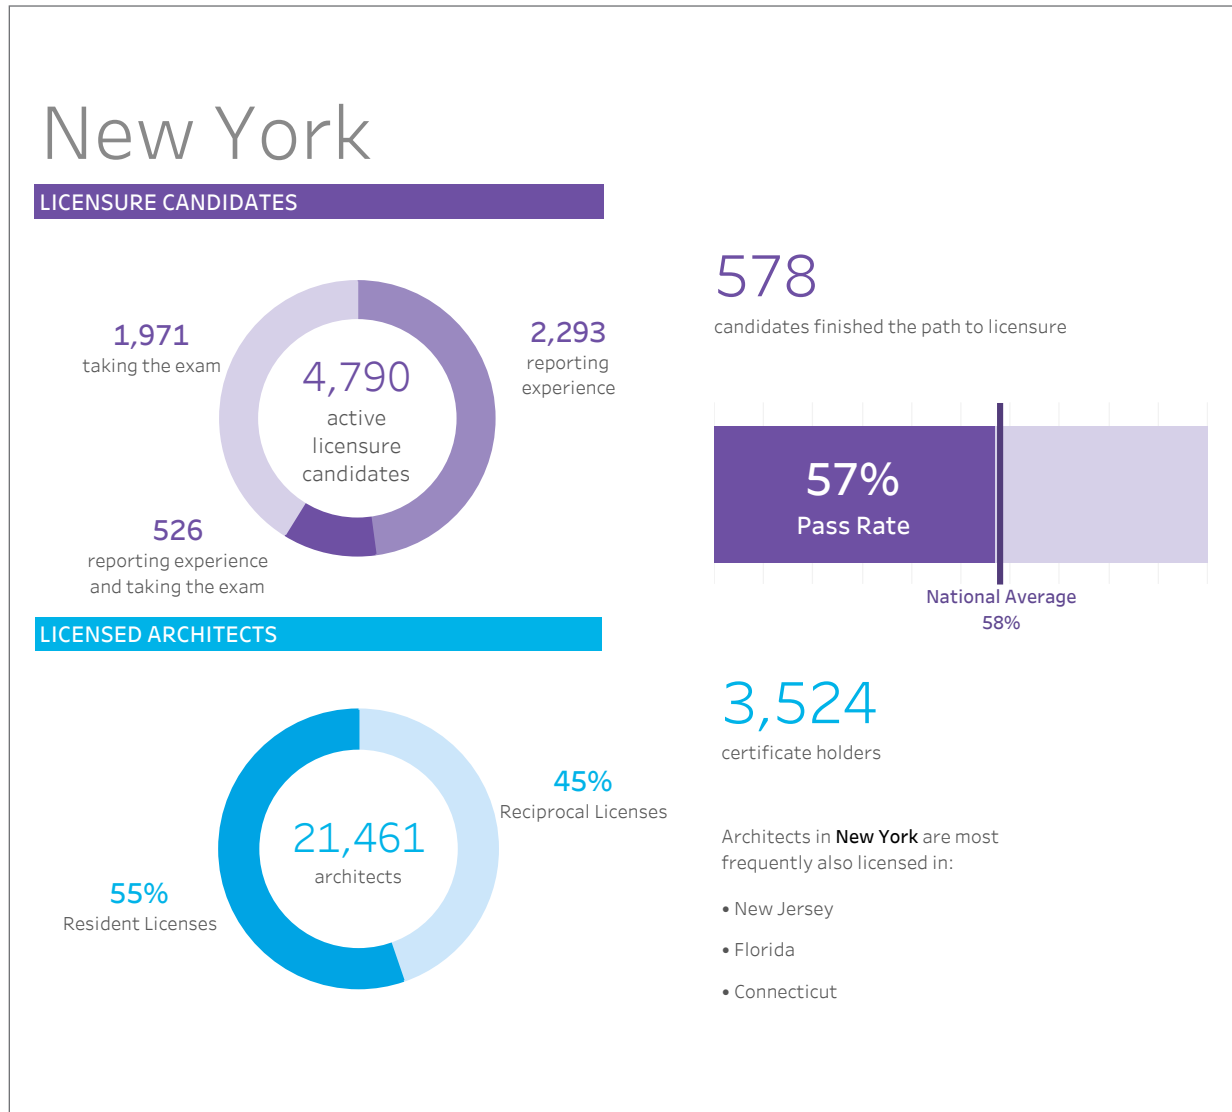 New York
LICENSURE CANDIDATES
1,971
taking the exam
4,790
active
licensure
candidates
2,293
reporting
experience
526
reporting experience
and taking the exam
578
candidates finished the path to licensure
57%
Pass Rate
National Average
58%
LICENSED ARCHITECTS
21,461
architects
45%
Reciprocal Licenses
55%
Resident Licenses
3,524
certificate holders
Architects in New York are most
frequently also licensed in:
• New Jersey
• Florida
• Connecticut